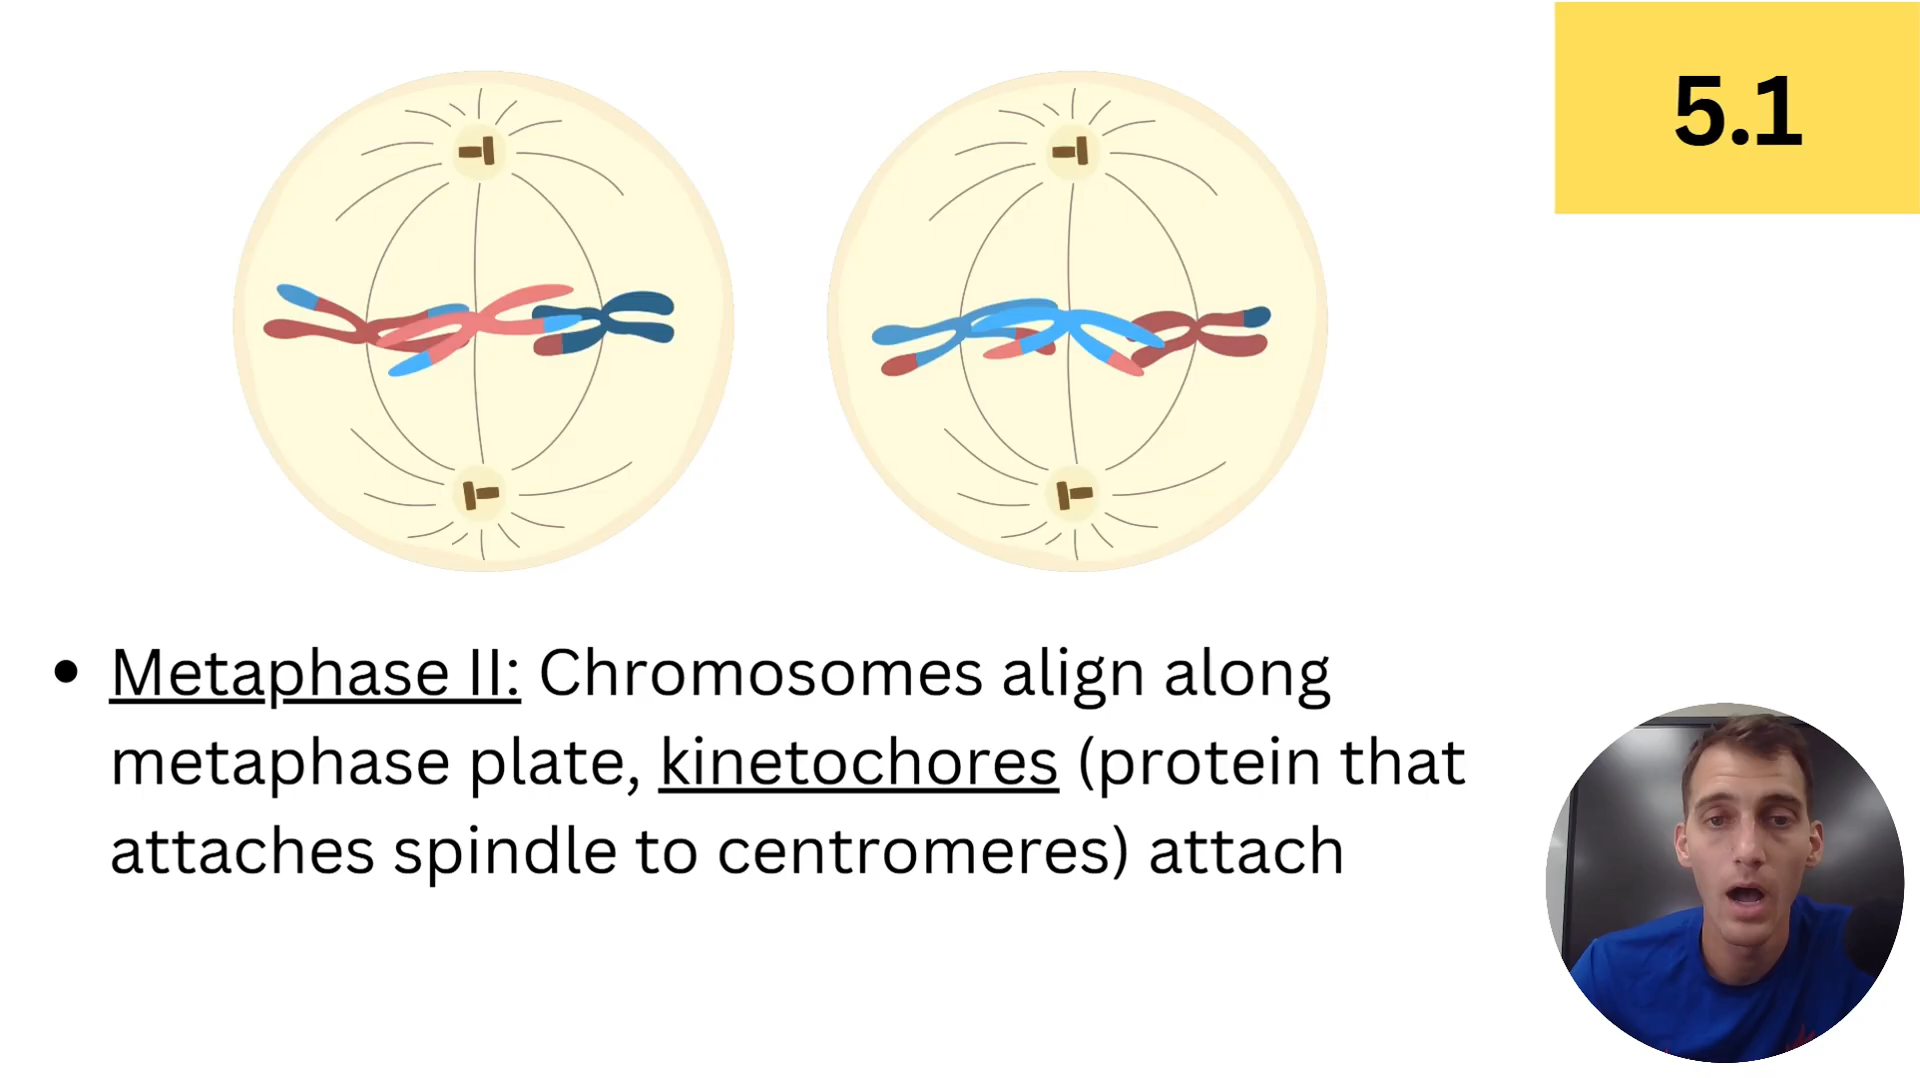 5.1
• Metaphase II: Chromosomes align along
metaphase plate, kinetochores (protein that
attaches spindle to centromeres) attach